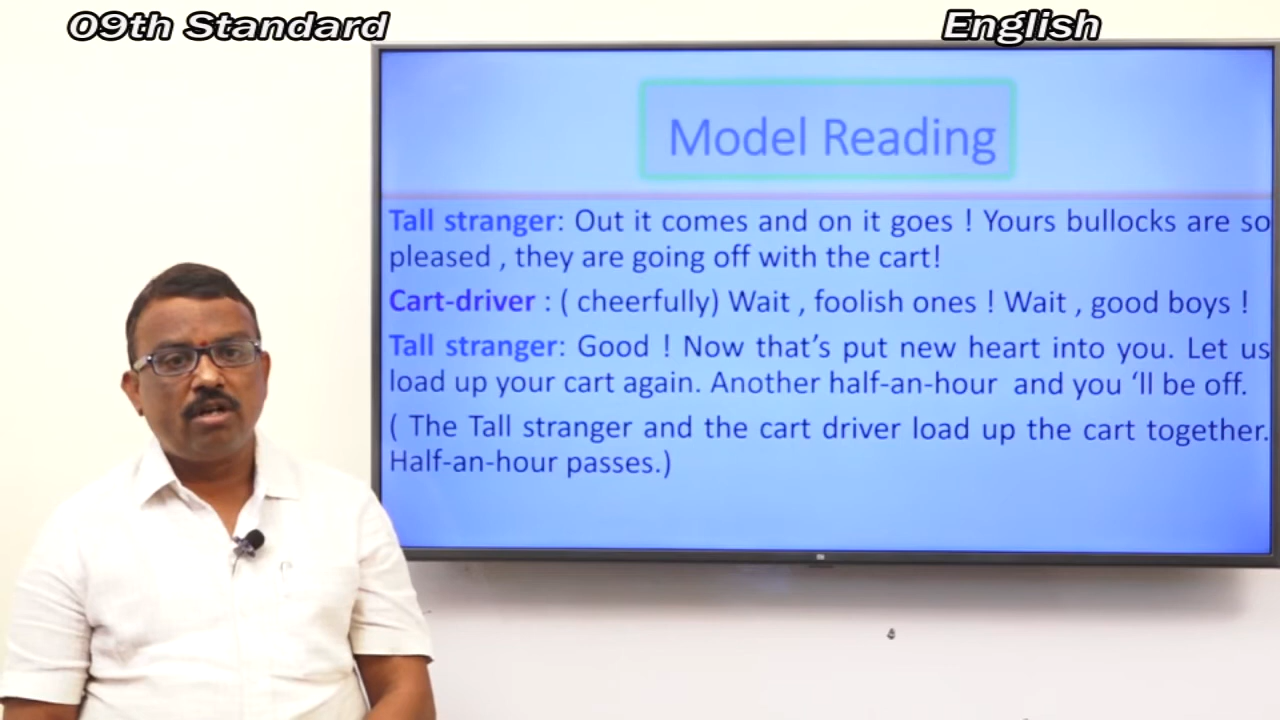 09th Standard
English
Model Reading
Tall stranger: Out it comes and on it goes ! Yours bullocks are so
pleased , they are going off with the cart!
Cart-driver : ( cheerfully) Wait , foolish ones ! Wait , good boys !
Tall stranger: Good ! Now that's put new heart into you. Let us
load up your cart again. Another half-an-hour and you 'll be off.
( The Tall stranger and the cart driver load up the cart together.
Half-an-hour passes.)